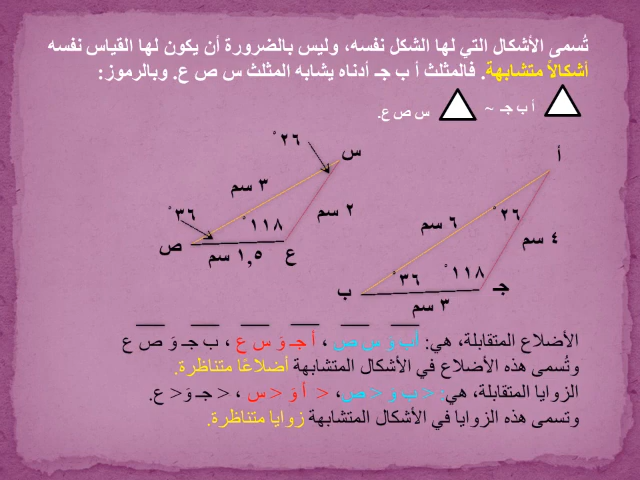 تُسمى الأشكال التي لها الشكل نفسه، وليس بالضرورة أن يكون لها القياس نفسه
أشكالاً متشابهة. فالمثلث أ ب جـ أدناه يشابه المثلث س ص ع. وبالرموز:
أ ب جـ ~ س ص ع.
س
٢٦°
٣ سم
٢ سم
٣٦°
١١٨°
ص
١,٥ سم
ع
أ
٢٦°
٦ سم
٤ سم
١١٨°
٣٦°
جـ
ب
٣ سم
الأضلاع المتقابلة، هي: أب وَ س ص ، أ جـ وَ س ع ، ب جـ وَ ص ع
وتُسمى هذه الأضلاع في الأشكال المتشابهة أضلاعًا متناظرة.
الزوايا المتقابلة، هي: < ب وَ < ص، < أ وَ < س ، < جـ وَ< ع.
وتسمى هذه الزوايا في الأشكال المتشابهة زوايا متناظرة.